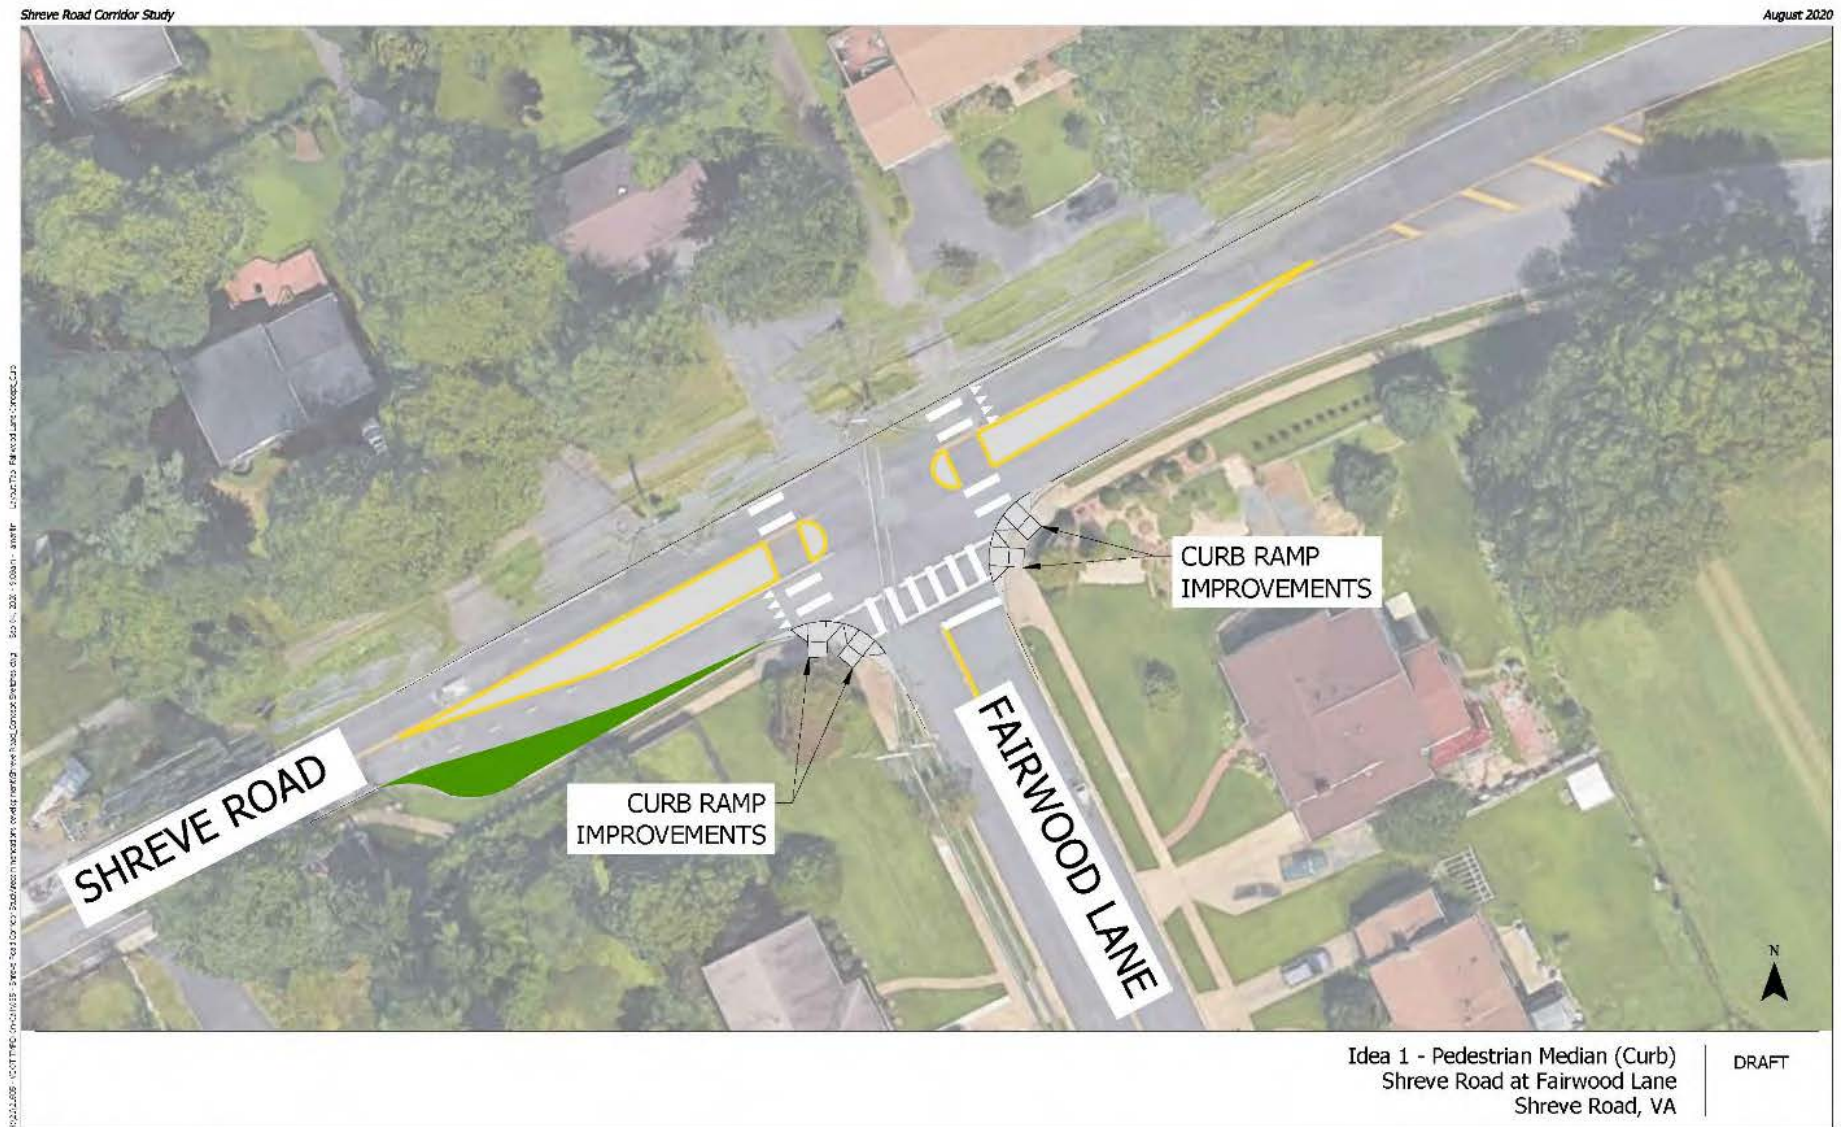 Shreve Road Corridor Study
August 2020
CURB RAMP
IMPROVEMENTS
CURB RAMP
IMPROVEMENTS
SHREVE ROAD
FAIRWOOD LANE
N
Idea 1 - Pedestrian Median (Curb)
Shreve Road at Fairwood Lane
Shreve Road, VA
DRAFT